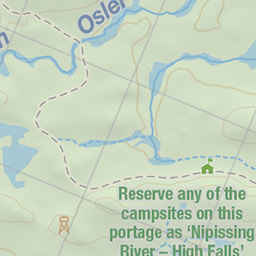 Osler
Reserve any of the
campsites on this
portage as ‘Nipissing
River – High Falls’